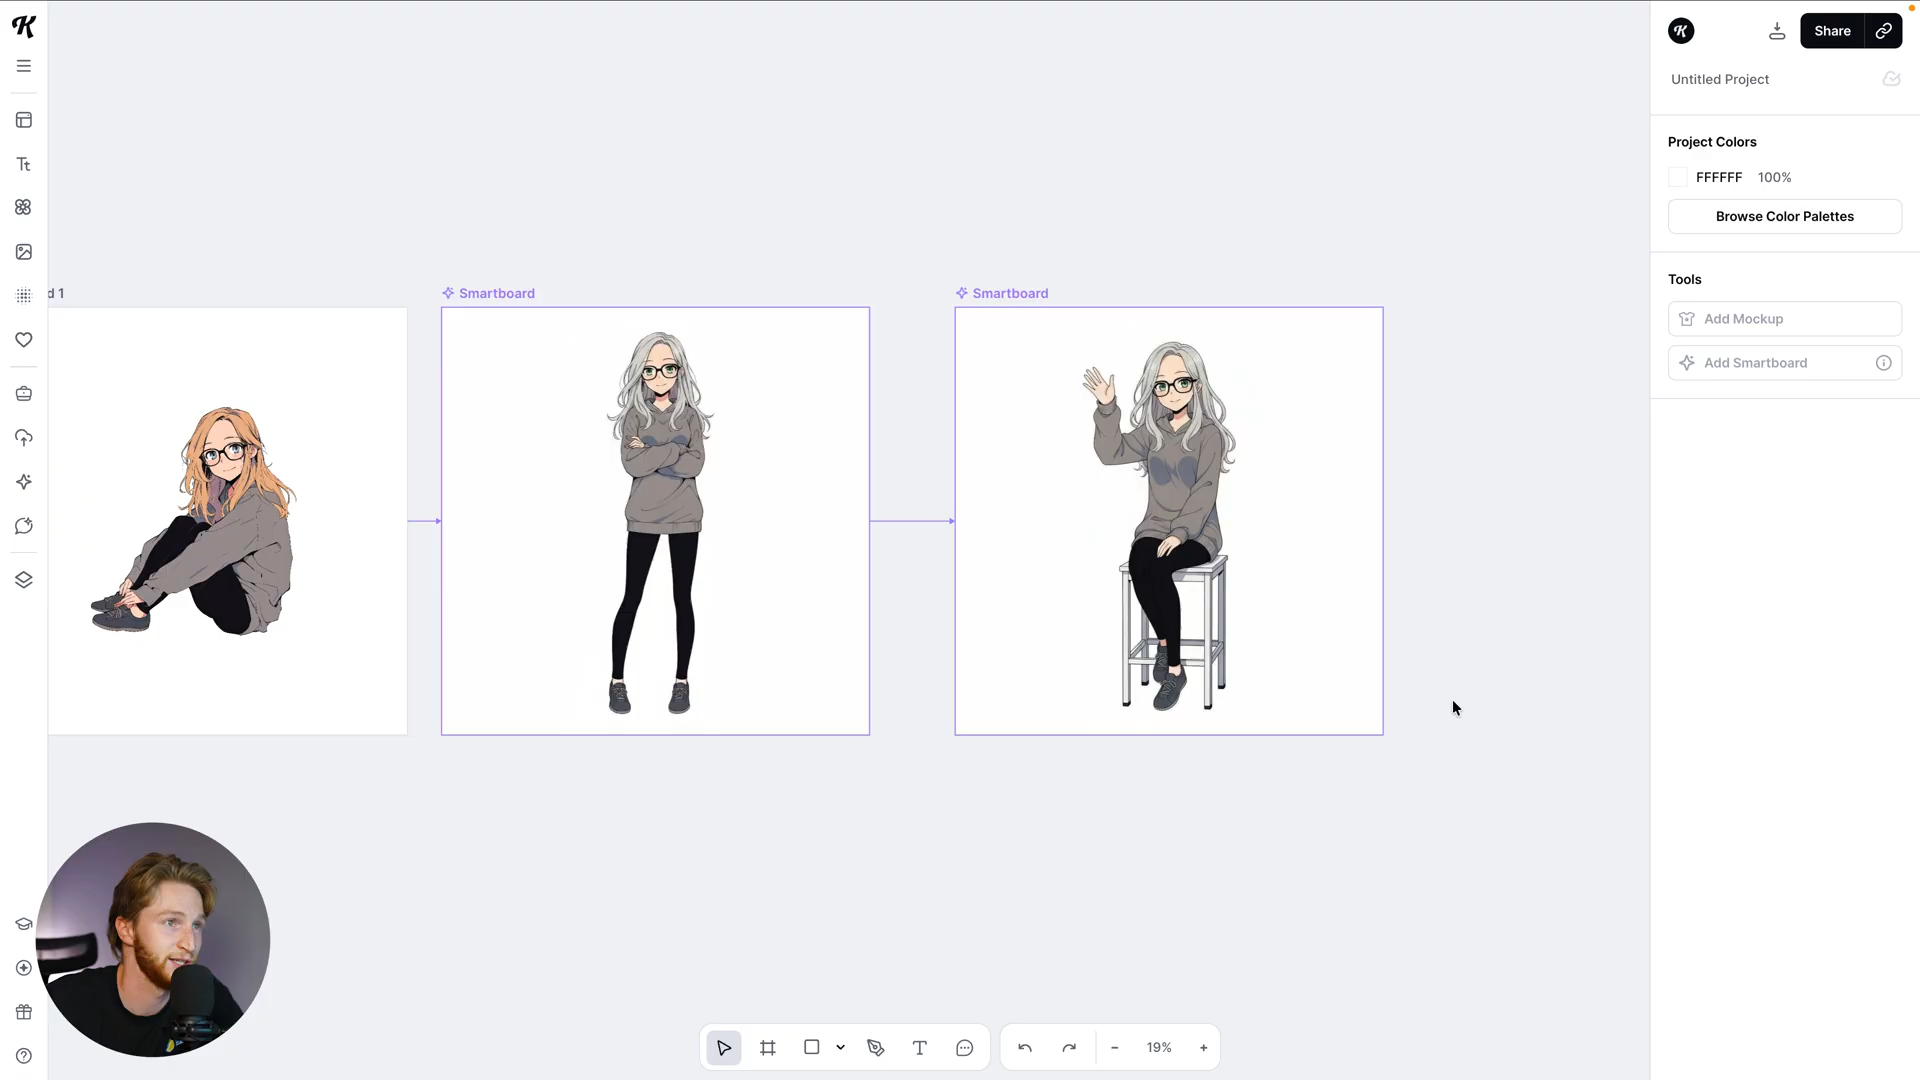 K
K
Share
Untitled Project
Project Colors
FFFFFF 100%
Browse Color Palettes
Tools
Add Mockup
Add Smartboard
d 1
Smartboard
Smartboard
Tt
T
19%